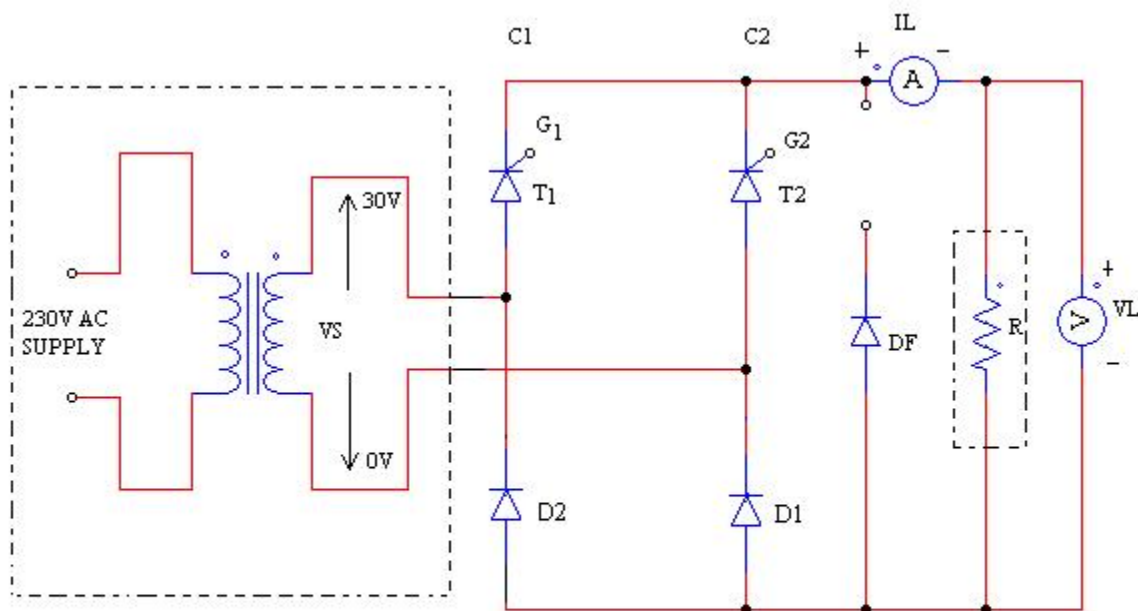 C1
C2
IL
+
-
A
G1
G2
T1
T2
30V
230V AC
SUPPLY
VS
DF
R
+
V
VL
-
0V
D2
D1